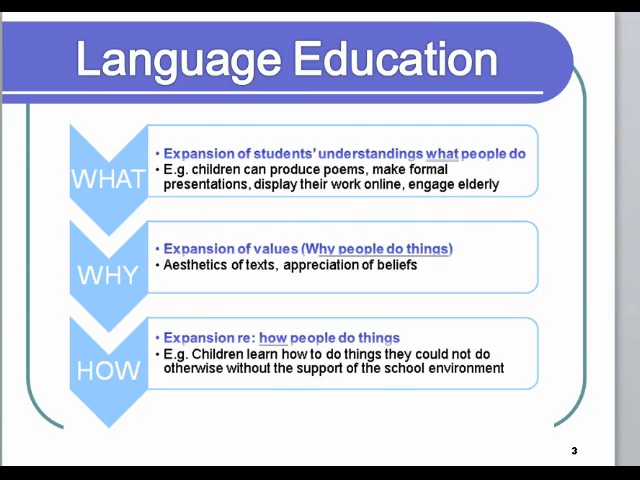 Language Education
WHAT
• Expansion of students' understandings what people do
• E.g. children can produce poems, make formal
presentations, display their work online, engage elderly
WHY
• Expansion of values (Why people do things)
• Aesthetics of texts, appreciation of beliefs
HOW
• Expansion re: how people do things
• E.g. Children learn how to do things they could not do
otherwise without the support of the school environment
3